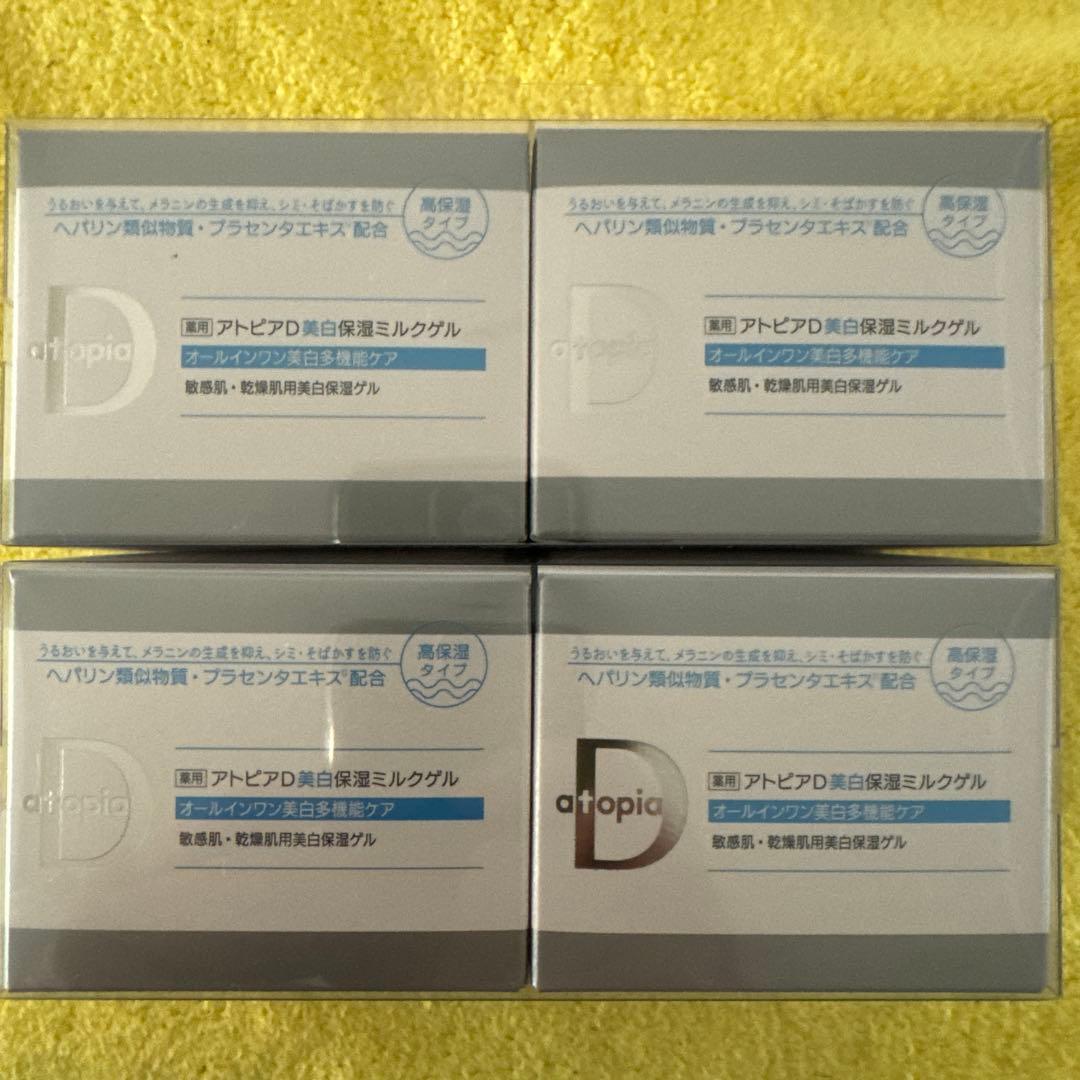 うるおいを与えて、メラニンの生成を抑え、シミ・そばかすを防ぐ
ヘパリン類似物質・プラセンタエキス※配合
高保湿
タイプ
D
atopia
薬用 アトピアD美白保湿ミルクゲル
オールインワン美白多機能ケア
敏感肌・乾燥肌用美白保湿ゲル
うるおいを与えて、メラニンの生成を抑え、シミ・そばかすを防ぐ
ヘパリン類似物質・プラセンタエキス※配合
高保湿
タイプ
D
atopia
薬用 アトピアD美白保湿ミルクゲル
オールインワン美白多機能ケア
敏感肌・乾燥肌用美白保湿ゲル
うるおいを与えて、メラニンの生成を抑え、シミ・そばかすを防ぐ
ヘパリン類似物質・プラセンタエキス※配合
高保湿
タイプ
D
atopia
薬用 アトピアD美白保湿ミルクゲル
オールインワン美白多機能ケア
敏感肌・乾燥肌用美白保湿ゲル
うるおいを与えて、メラニンの生成を抑え、シミ・そばかすを防ぐ
ヘパリン類似物質・プラセンタエキス※配合
高保湿
タイプ
D
atopia
薬用 アトピアD美白保湿ミルクゲル
オールインワン美白多機能ケア
敏感肌・乾燥肌用美白保湿ゲル